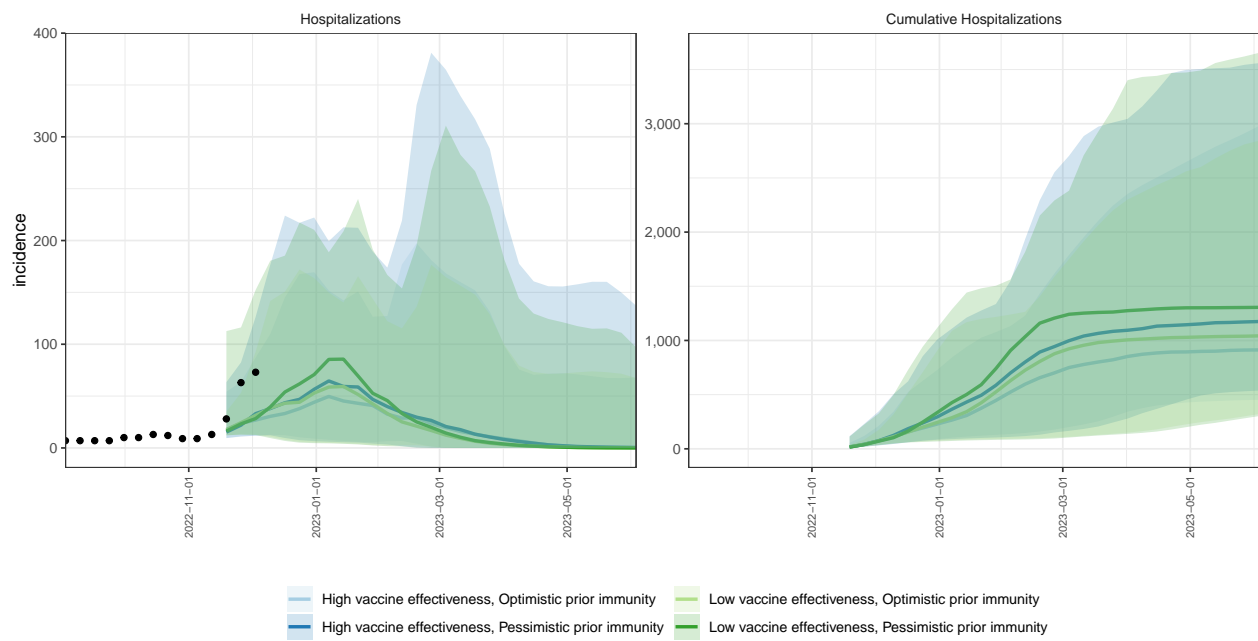 Hospitalizations
Cumulative Hospitalizations
incidence
400
300
200
100
0
3,000
2,000
1,000
0
2022−11−01
2023−01−01
2023−03−01
2023−05−01
2022−11−01
2023−01−01
2023−03−01
2023−05−01
High vaccine effectiveness, Optimistic prior immunity
Low vaccine effectiveness, Optimistic prior immunity
High vaccine effectiveness, Pessimistic prior immunity
Low vaccine effectiveness, Pessimistic prior immunity